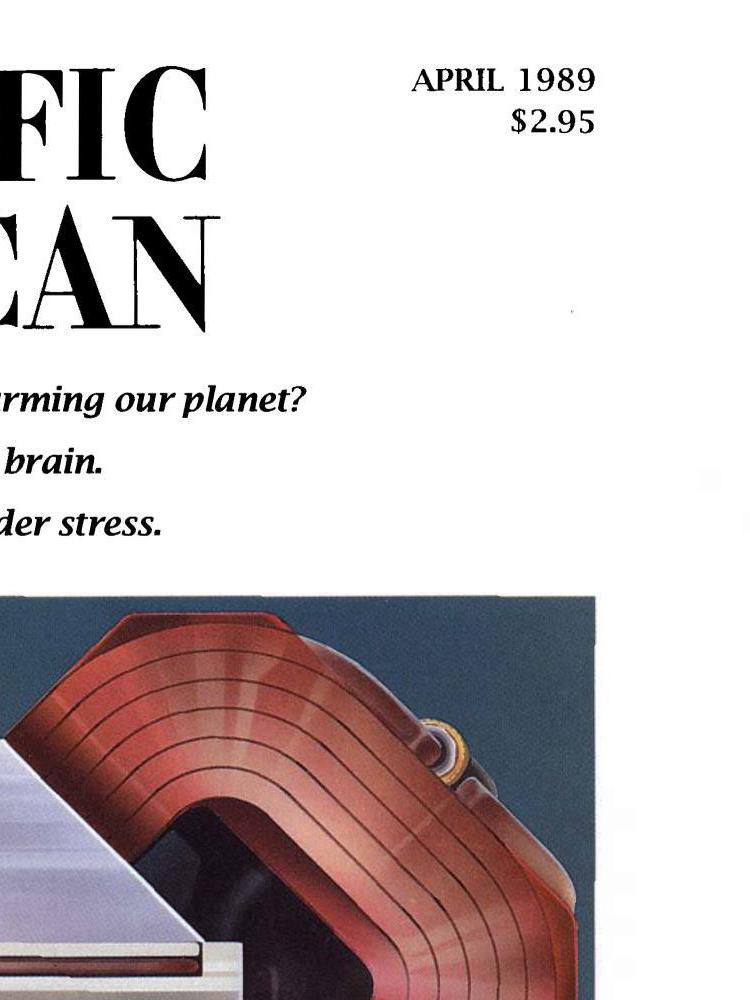 FIC
APRIL 1989
$2.95
CAN
rming our planet?
brain.
der stress.